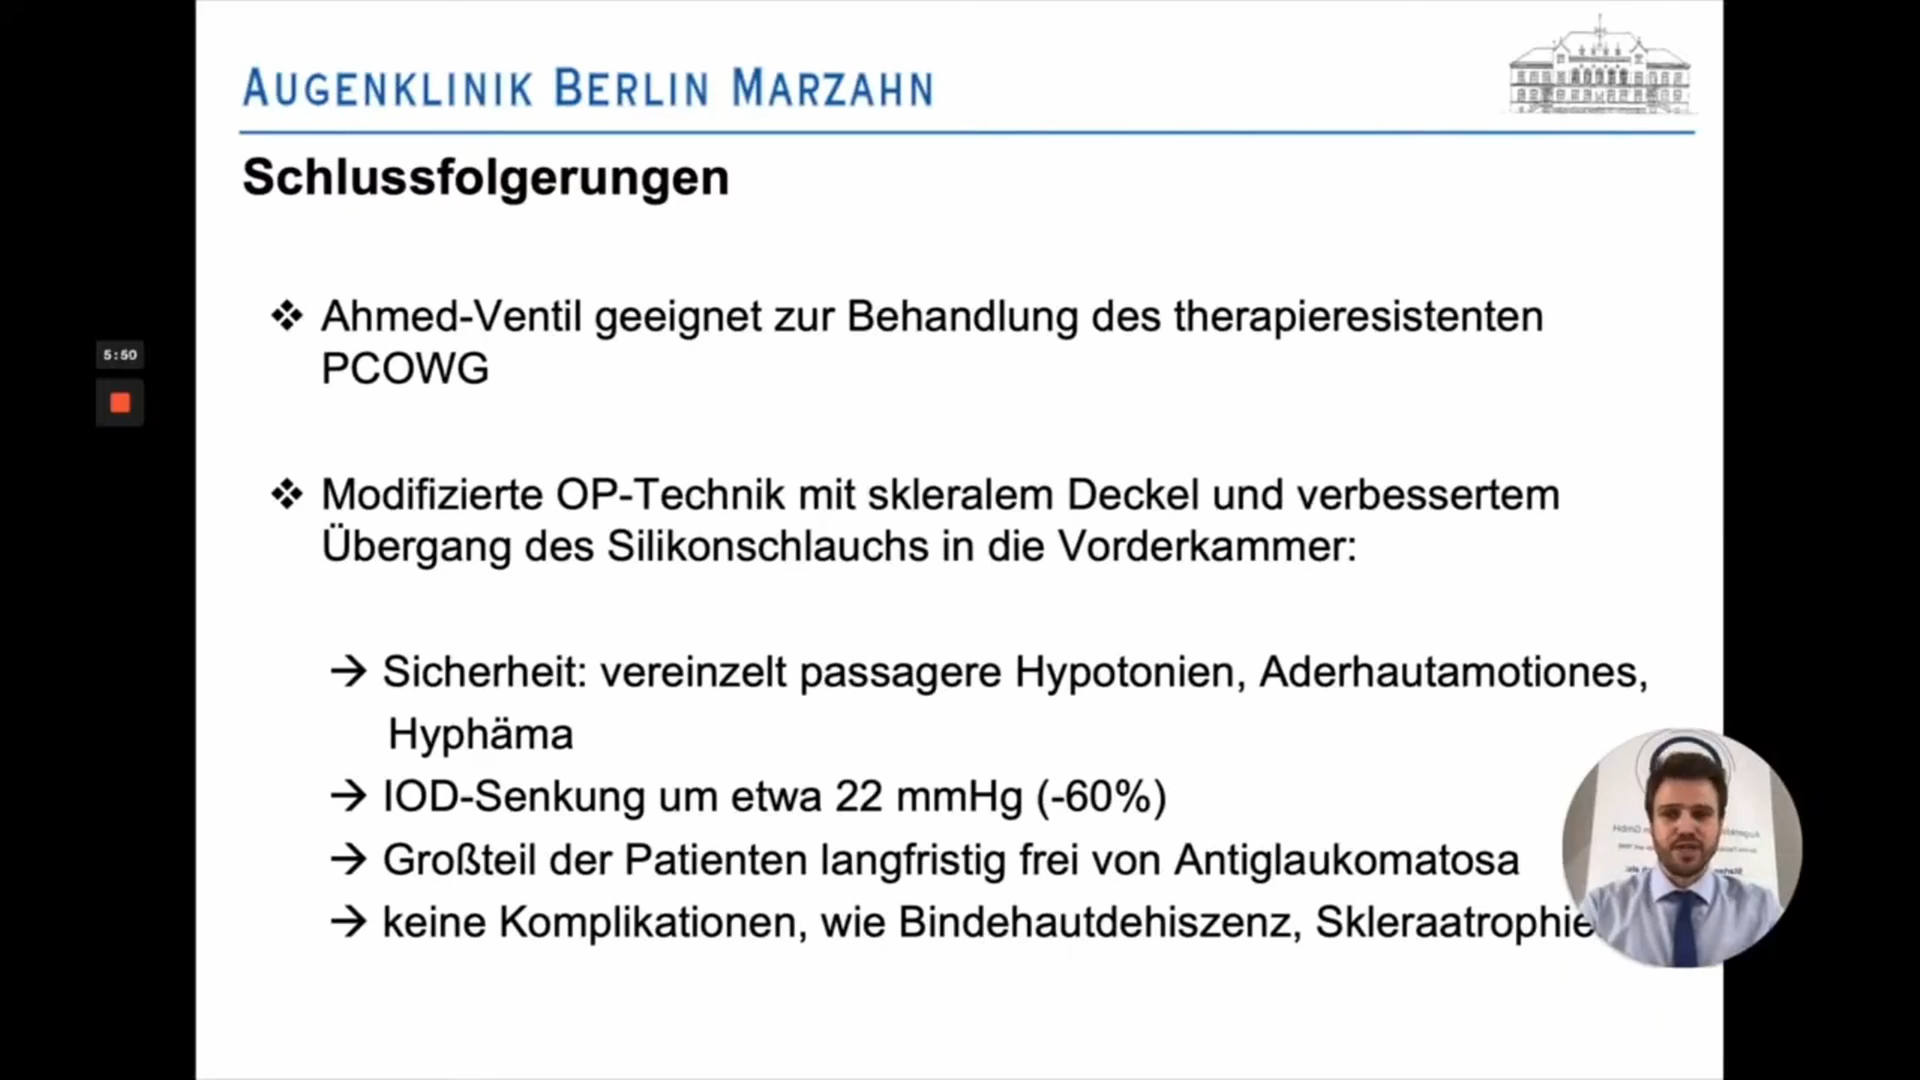 AUGENKLINIK BERLIN MARZAHN
Schlussfolgerungen
❖ Ahmed-Ventil geeignet zur Behandlung des therapieresistenten
PCOWG
5:50
❖ Modifizierte OP-Technik mit skleralem Deckel und verbessertem
Übergang des Silikonschlauchs in die Vorderkammer:
→ Sicherheit: vereinzelt passagere Hypotonien, Aderhautamotiones,
Hyphäma
→ IOD-Senkung um etwa 22 mmHg (-60%)
→ Großteil der Patienten langfristig frei von Antiglaukomatosa
→ keine Komplikationen, wie Bindehautdehiszenz, Skleraatrophie